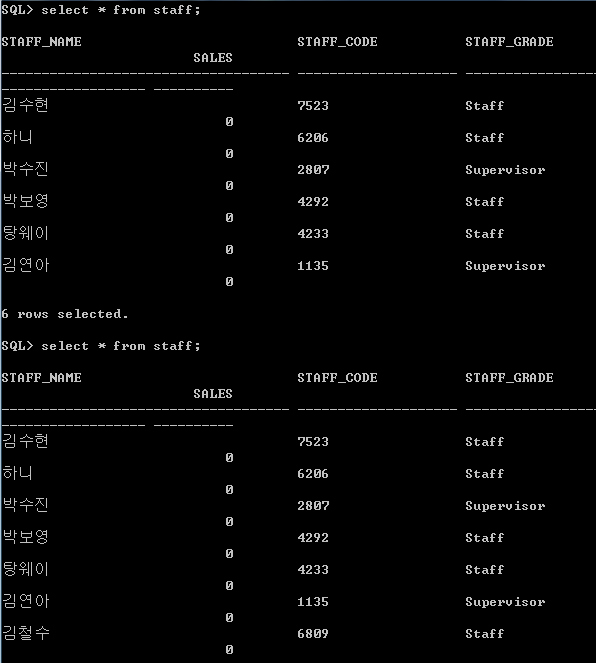 SQL> select * from staff;
STAFF_NAME STAFF_CODE STAFF_GRADE
SALES
------------------------------------ -------------------- ----------------
------------------ ----------
김수현 7523 Staff
0
하니 6206 Staff
0
박수진 2807 Supervisor
0
박보영 4292 Staff
0
탕웨이 4233 Staff
0
김연아 1135 Supervisor
0
6 rows selected.
SQL> select * from staff;
STAFF_NAME STAFF_CODE STAFF_GRADE
SALES
------------------------------------ -------------------- ----------------
------------------ ----------
김수현 7523 Staff
0
하니 6206 Staff
0
박수진 2807 Supervisor
0
박보영 4292 Staff
0
탕웨이 4233 Staff
0
김연아 1135 Supervisor
0
김철수 6809 Staff
0